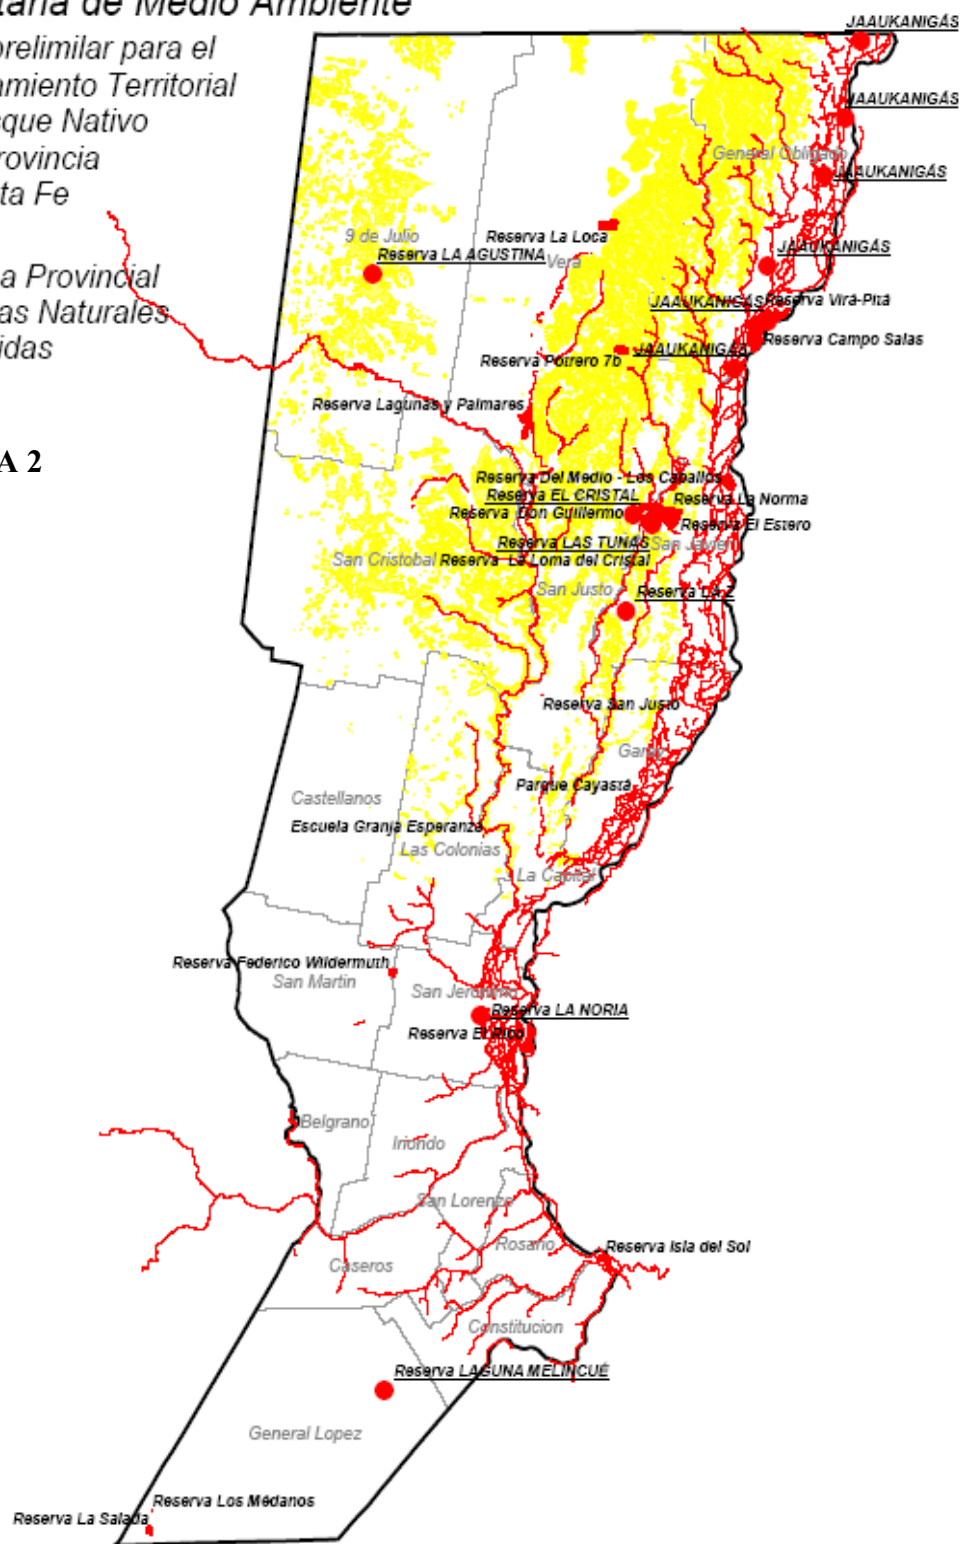 taría de Medio Ambiente
prelimilar para el
amiento Territorial
sque Nativo
rovincia
ta Fe
a Provincial
as Naturales
idas
A 2
JAAUKANIGÁS
JAAUKANIGÁS
General Obligado
JAAUKANIGÁS
9 de Julio
Reserva La Loca
JAAUKANIGÁS
Reserva LA AGUSTINA
Vera
JAAUKANIGÁS
Reserva Virá-Pitá
Reserva Campo Salas
JAAUKANIGÁS
Reserva Potrero 7b
Reserva Lagunas y Palmares
Reserva Del Medio - Los Caballos
Reserva EL CRISTAL
Reserva La Norma
Reserva Don Guillermo
Reserva El Estero
Reserva LAS TUNAS
San Javier
San Cristobal
Reserva La Loma del Cristal
San Justo
Reserva LA Z
Reserva San Justo
Garay
Parque Cayastá
Castellanos
Escuela Granja Esperanza
Las Colonias
La Capital
Reserva Federico Wildermuth
San Martin
San Jerónimo
Reserva LA NORIA
Reserva El Rico
Belgrano
Iriondo
San Lorenzo
Rosario
Reserva Isla del Sol
Caseros
Constitucion
Reserva LAGUNA MELINCUÉ
General Lopez
Reserva Los Médanos
Reserva La Salada